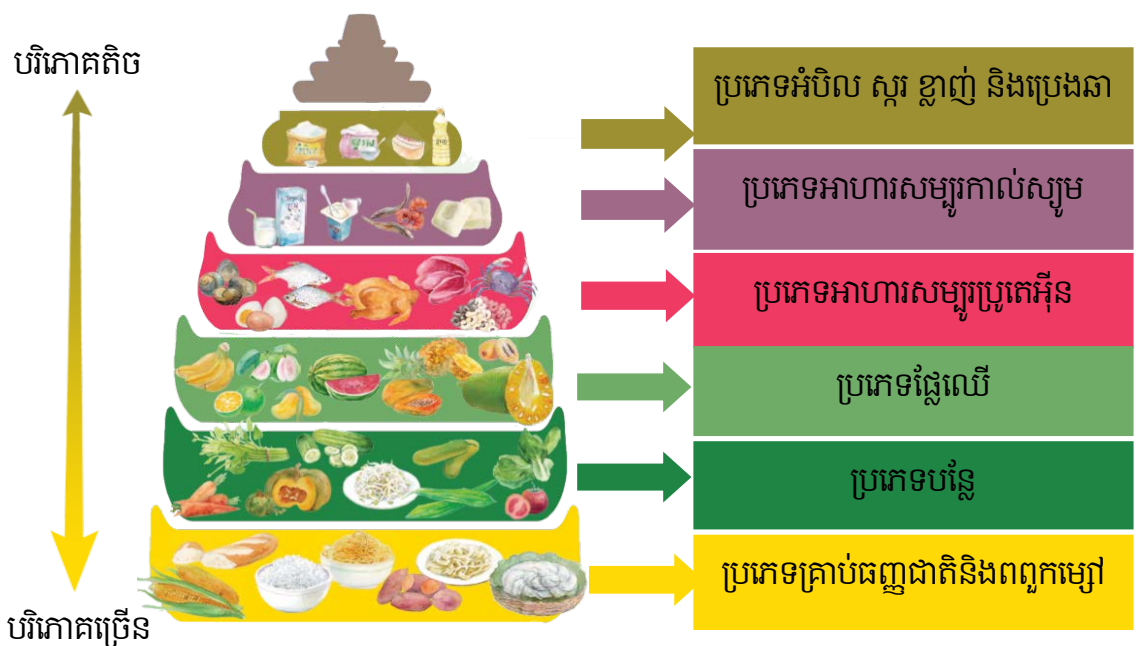 បរិភោគតិច
ប្រភេទអំបិល ស្ករ ខ្លាញ់ និងប្រេងឆា
ប្រភេទអាហារសម្បូរកាល់ស្យូម
ប្រភេទអាហារសម្បូរប្រូតេអ៊ីន
ប្រភេទផ្លែឈើ
ប្រភេទបន្លែ
ប្រភេទគ្រាប់ធញ្ញជាតិនិងពពួកម្សៅ
បរិភោគច្រើន